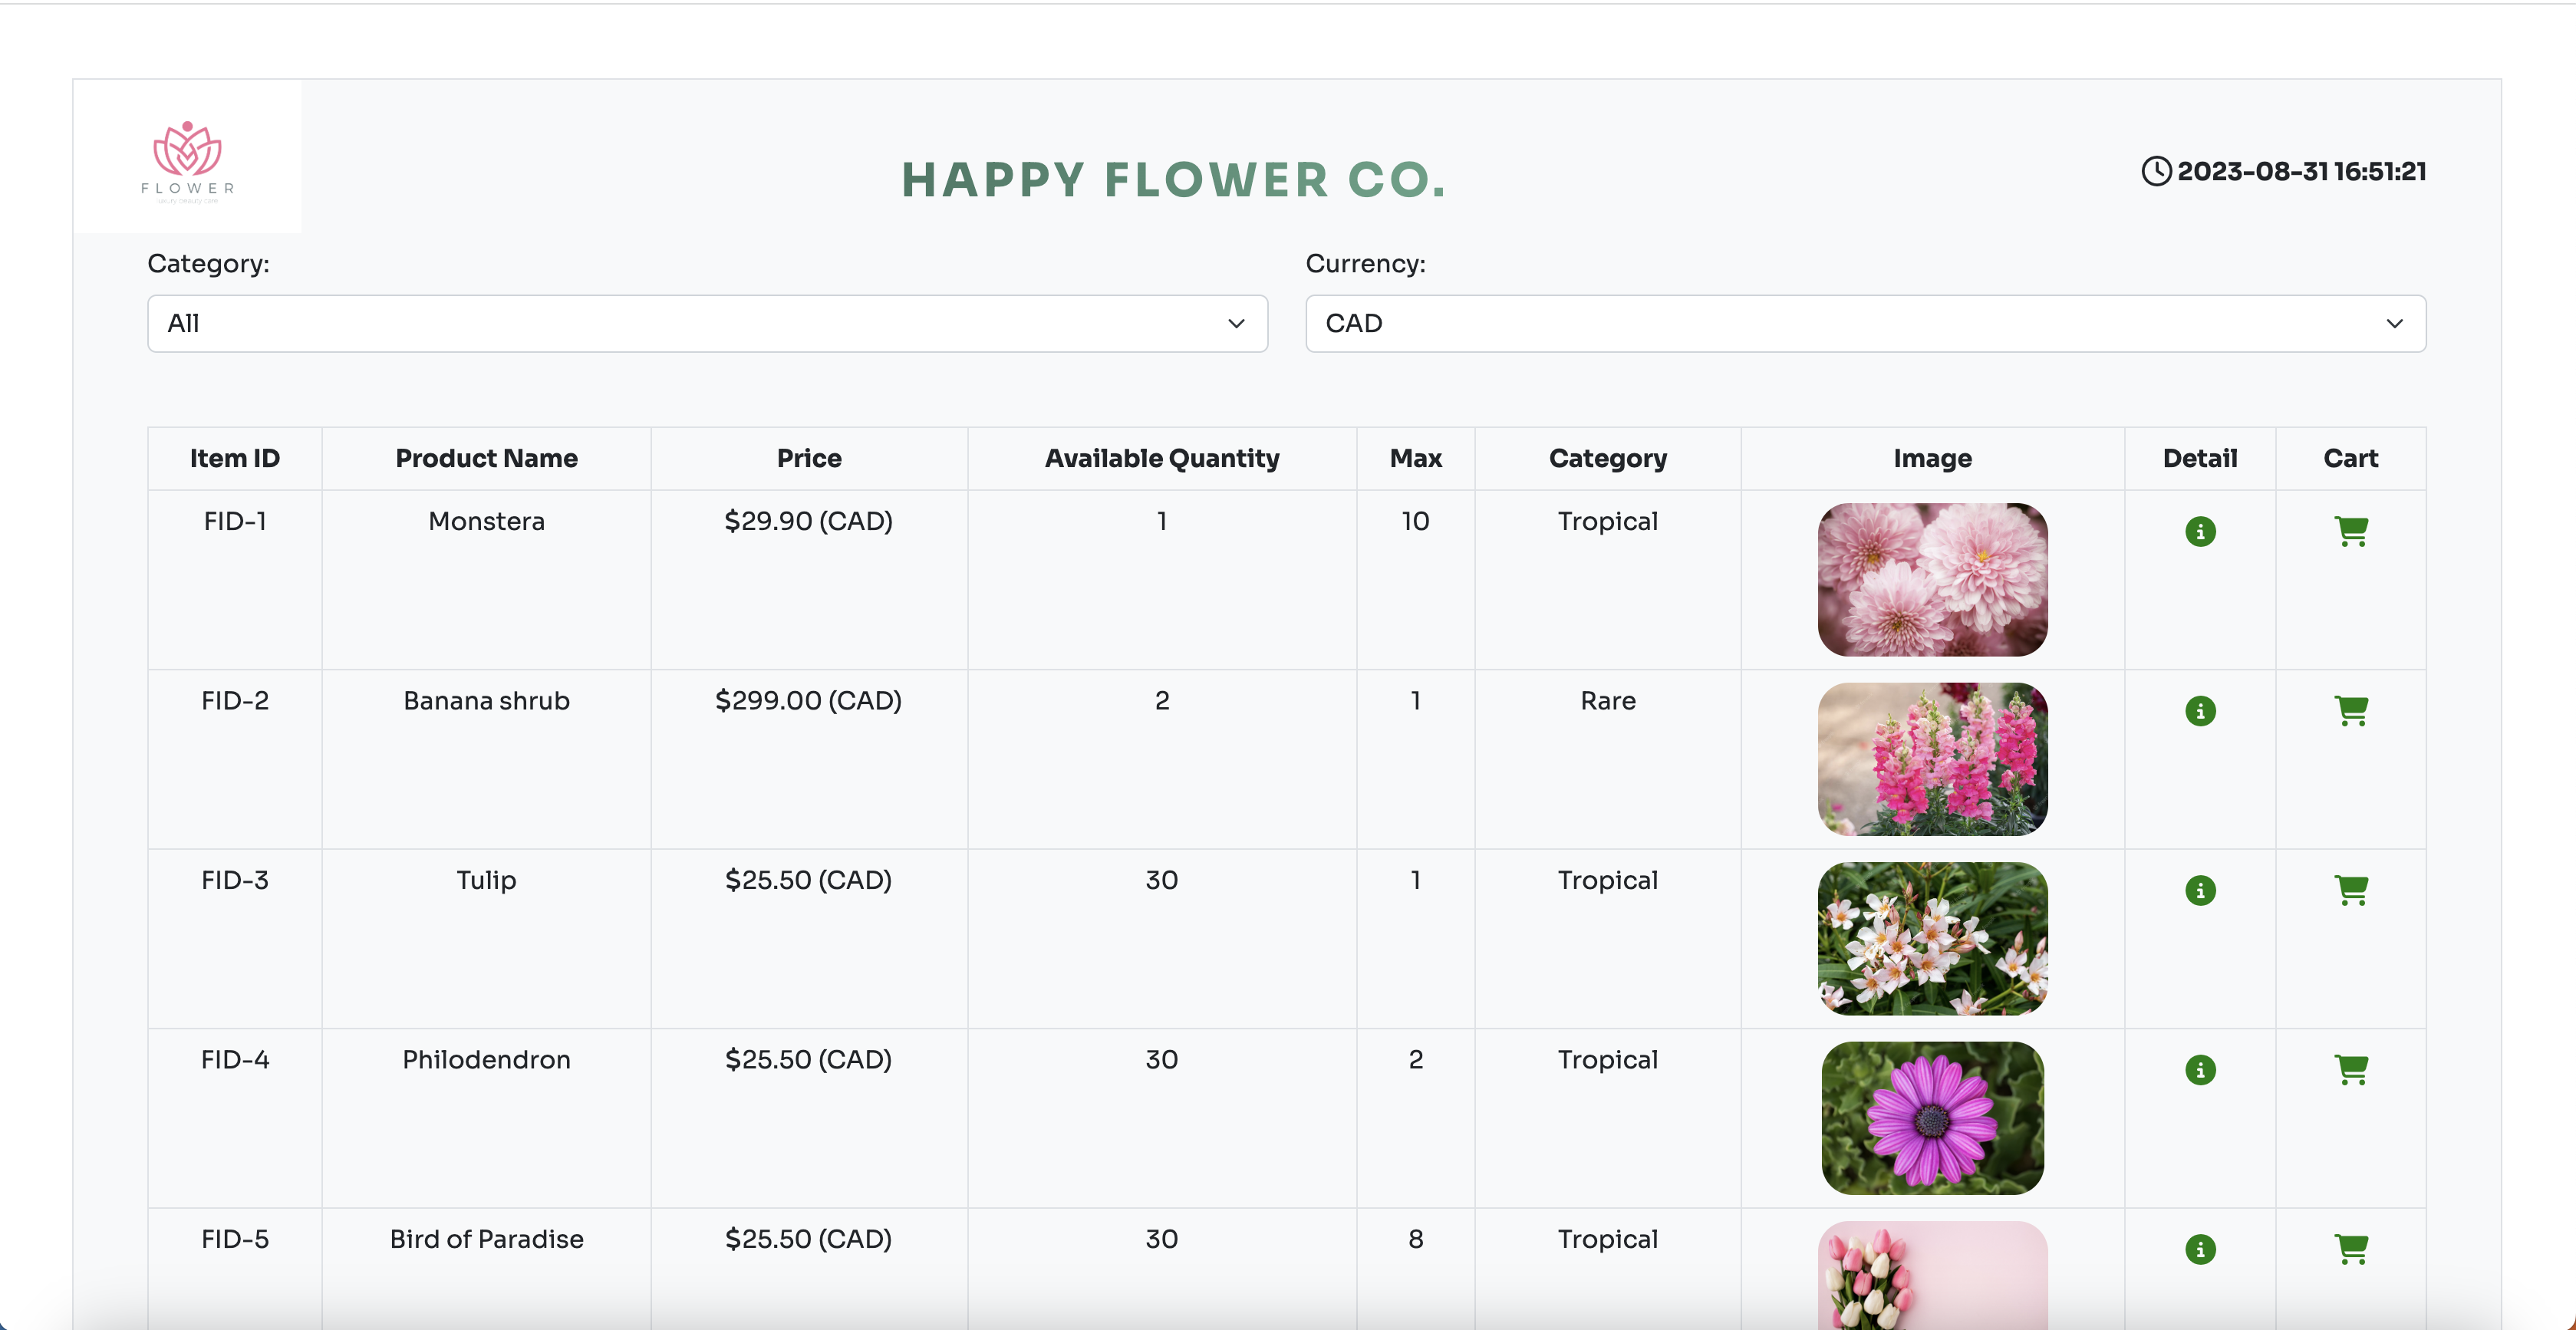 FLOWER
HAPPY FLOWER CO.
2023-08-31 16:51:21
Category:
Currency:
All
CAD
Item ID Product Name Price Available Quantity Max Category Image Detail Cart
FID-1 Monstera $29.90 (CAD) 1 10 Tropical
FID-2 Banana shrub $299.00 (CAD) 2 1 Rare
FID-3 Tulip $25.50 (CAD) 30 1 Tropical
FID-4 Philodendron $25.50 (CAD) 30 2 Tropical
FID-5 Bird of Paradise $25.50 (CAD) 30 8 Tropical